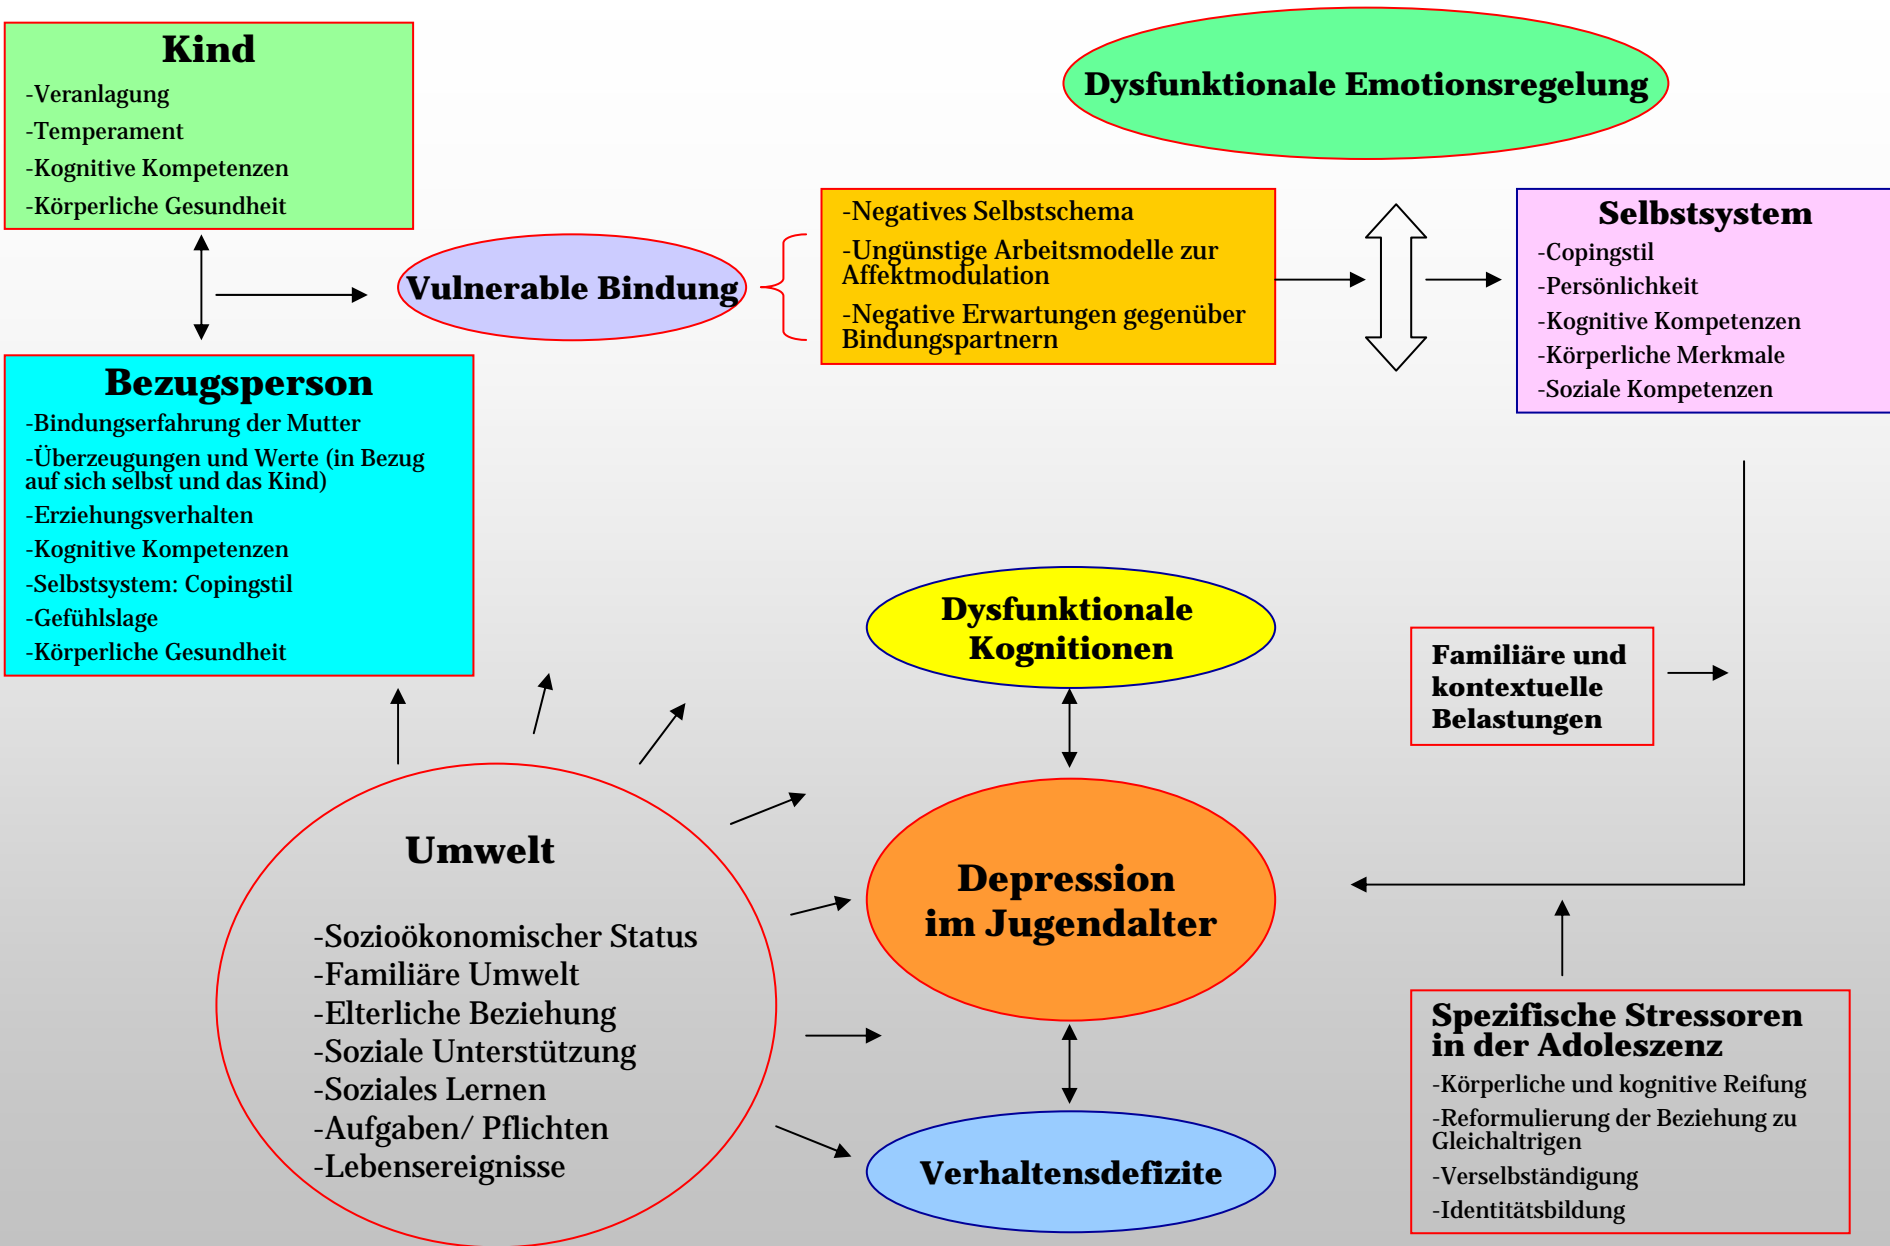 Kind
-Veranlagung
-Temperament
-Kognitive Kompetenzen
-Körperliche Gesundheit
Dysfunktionale Emotionsregelung
Vulnerable Bindung
-Negatives Selbstschema
-Ungünstige Arbeitsmodelle zur
Affektmodulation
-Negative Erwartungen gegenüber
Bindungspartnern
Selbstsystem
-Copingstil
-Persönlichkeit
-Kognitive Kompetenzen
-Körperliche Merkmale
-Soziale Kompetenzen
Bezugsperson
-Bindungserfahrung der Mutter
-Überzeugungen und Werte (in Bezug
auf sich selbst und das Kind)
-Erziehungsverhalten
-Kognitive Kompetenzen
-Selbstsystem: Copingstil
-Gefühlslage
-Körperliche Gesundheit
Dysfunktionale
Kognitionen
Familiäre und
kontextuelle
Belastungen
Umwelt
-Sozioökonomischer Status
-Familiäre Umwelt
-Elterliche Beziehung
-Soziale Unterstützung
-Soziales Lernen
-Aufgaben/ Pflichten
-Lebensereignisse
Depression
im Jugendalter
Verhaltensdefizite
Spezifische Stressoren
in der Adoleszenz
-Körperliche und kognitive Reifung
-Reformulierung der Beziehung zu
Gleichaltrigen
-Verselbständigung
-Identitätsbildung